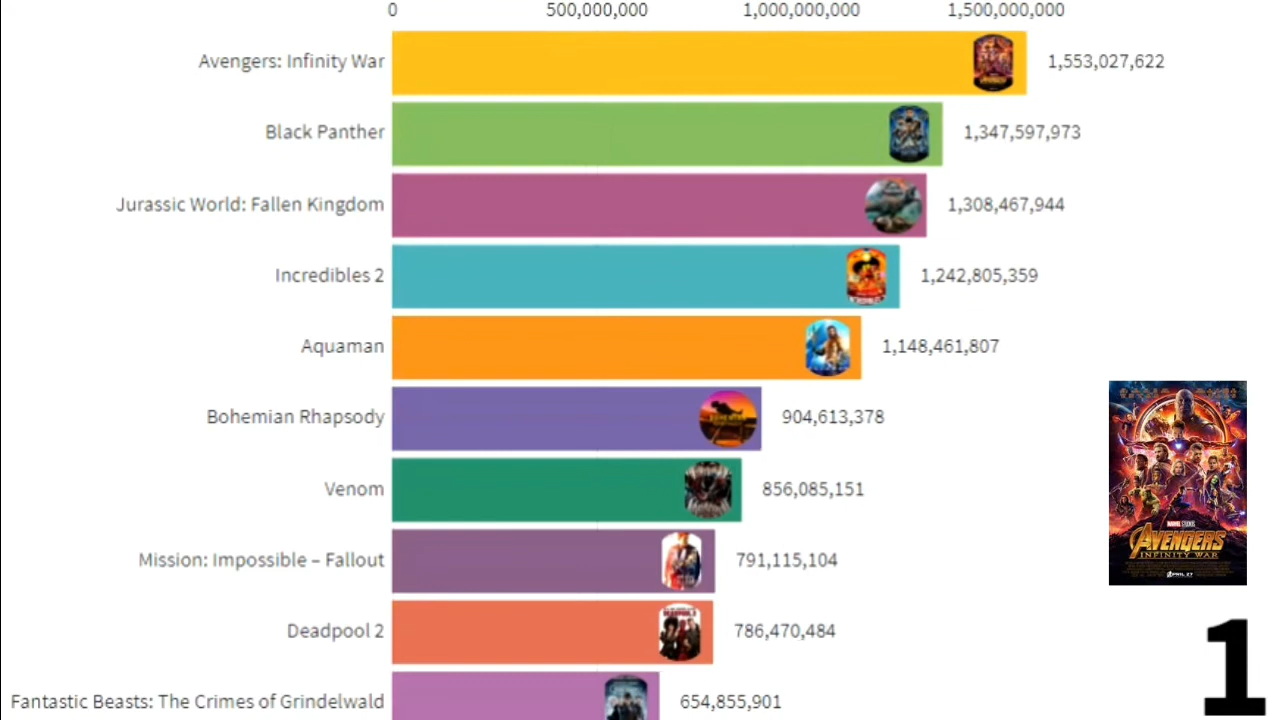 0 500,000,000 1,000,000,000 1,500,000,000
Avengers: Infinity War 1,553,027,622
Black Panther 1,347,597,973
Jurassic World: Fallen Kingdom 1,308,467,944
Incredibles 2 1,242,805,359
Aquaman 1,148,461,807
Bohemian Rhapsody 904,613,378
Venom 856,085,151
Mission: Impossible – Fallout 791,115,104
Deadpool 2 786,470,484
Fantastic Beasts: The Crimes of Grindelwald 654,855,901
MARVEL STUDIOS
AVENGERS
INFINITY WAR
APRIL 27
1